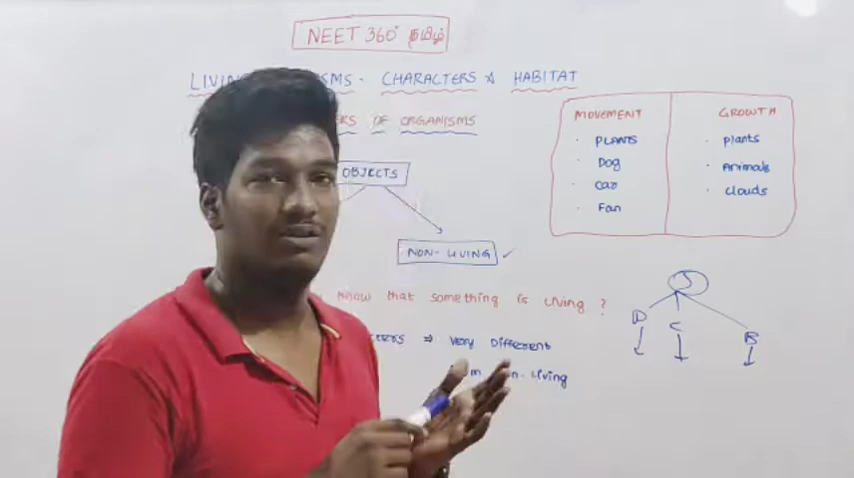 NEET 360° தமிழ்
CHARACTERS & HABITAT
OF ORGANISMS
OBJECTS
NON-LIVING ✓
know that something is Living ?
⇒ Very Different
Living
MOVEMENT
· PLANTS
· Dog
· Car
· Fan
GROWTH
· Plants
· Animals
· Clouds
D
C
B